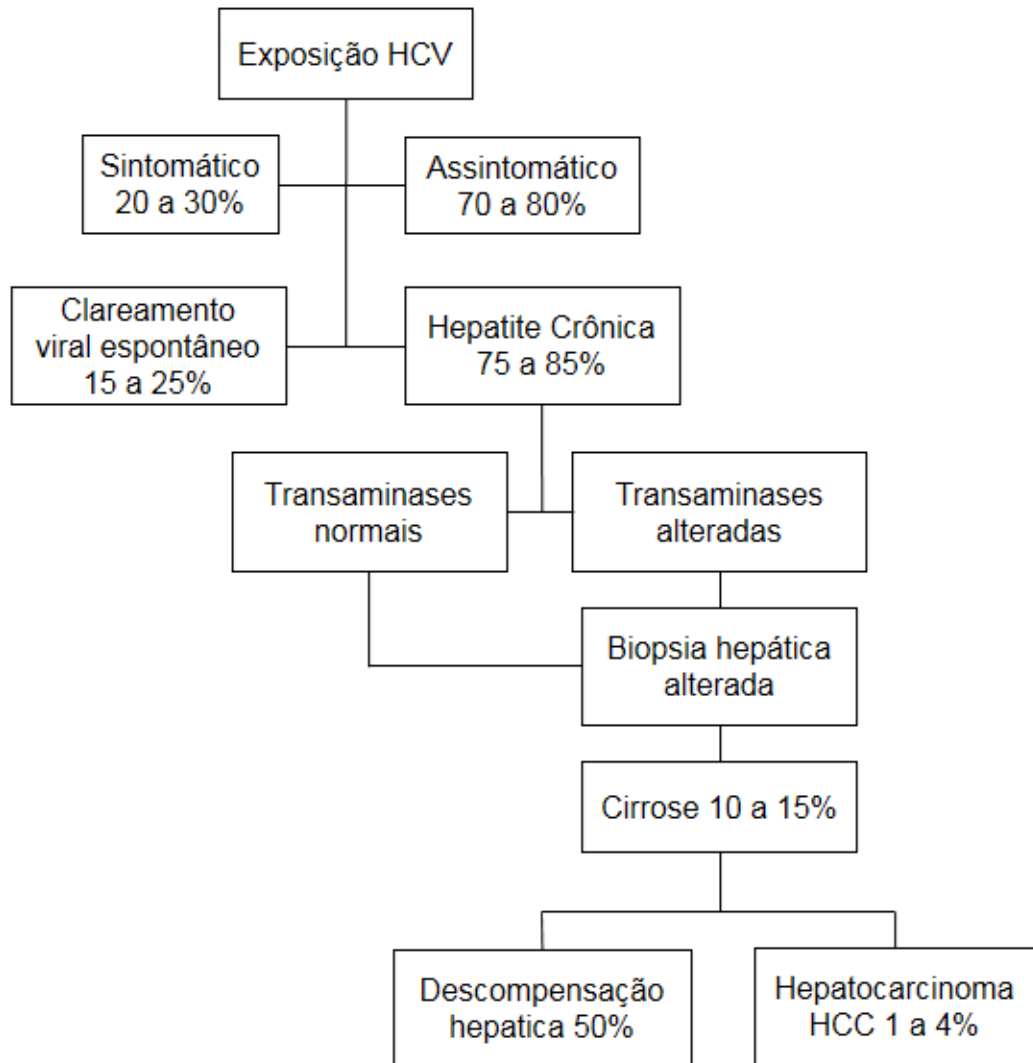 Exposição HCV
Sintomático
20 a 30%
Assintomático
70 a 80%
Clareamento
viral espontâneo
15 a 25%
Hepatite Crônica
75 a 85%
Transaminases
normais
Transaminases
alteradas
Biopsia hepática
alterada
Cirrose 10 a 15%
Descompensação
hepatica 50%
Hepatocarcinoma
HCC 1 a 4%